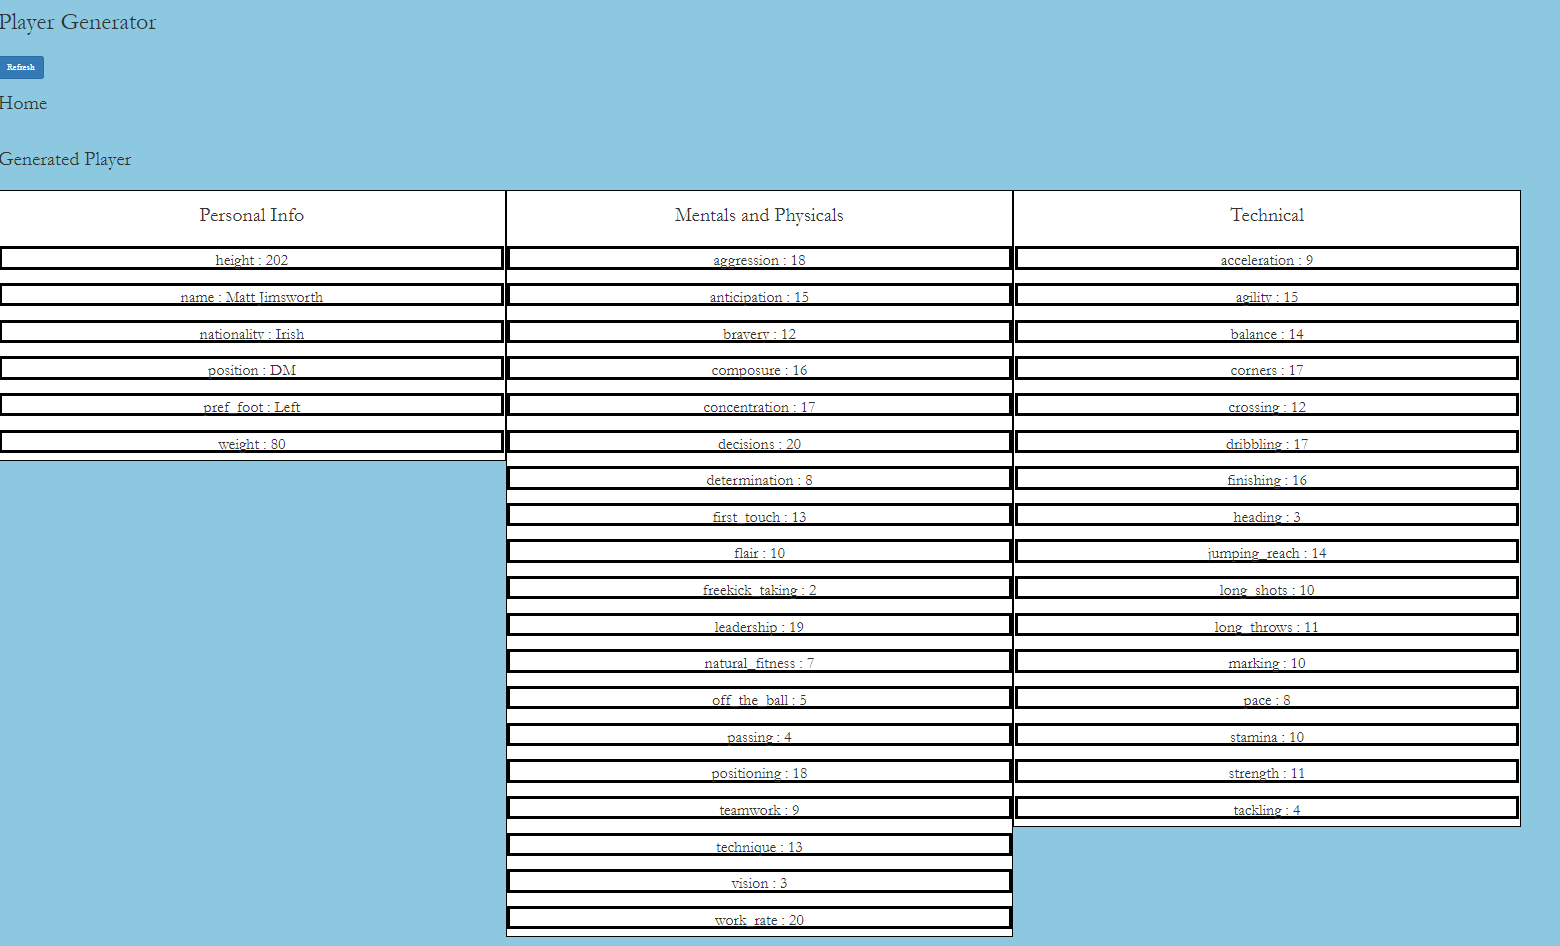 Player Generator
Refresh
Home
Generated Player
Personal Info
height : 202
name : Matt Jimsworth
nationality : Irish
position : DM
pref_foot : Left
weight : 80
Mentals and Physicals
aggression : 18
anticipation : 15
bravery : 12
composure : 16
concentration : 17
decisions : 20
determination : 8
first_touch : 13
flair : 10
freekick_taking : 2
leadership : 19
natural_fitness : 7
off_the_ball : 5
passing : 4
positioning : 18
teamwork : 9
technique : 13
vision : 3
work_rate : 20
Technical
acceleration : 9
agility : 15
balance : 14
corners : 17
crossing : 12
dribbling : 17
finishing : 16
heading : 3
jumping_reach : 14
long_shots : 10
long_throws : 11
marking : 10
pace : 8
stamina : 10
strength : 11
tackling : 4